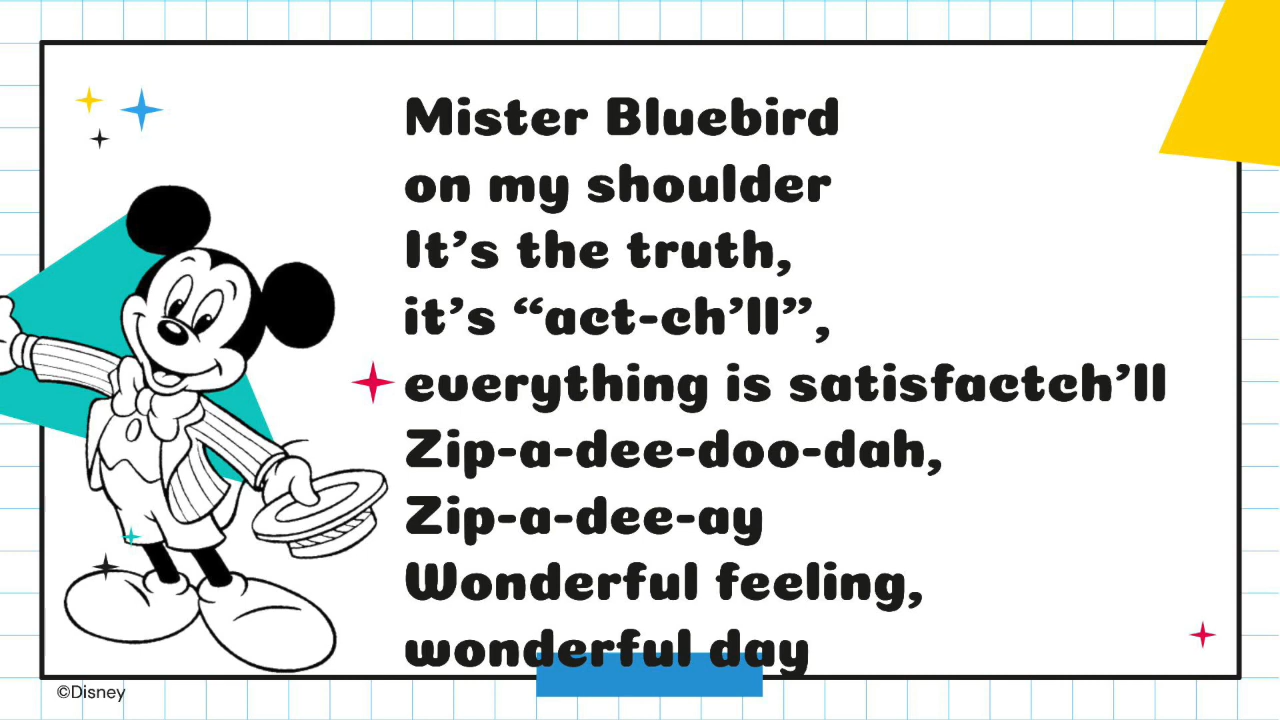 Mister Bluebird
on my shoulder
It’s the truth,
it’s “act-ch’ll”,
everything is satisfactch’ll
Zip-a-dee-doo-dah,
Zip-a-dee-ay
Wonderful feeling,
wonderful day
©Disney